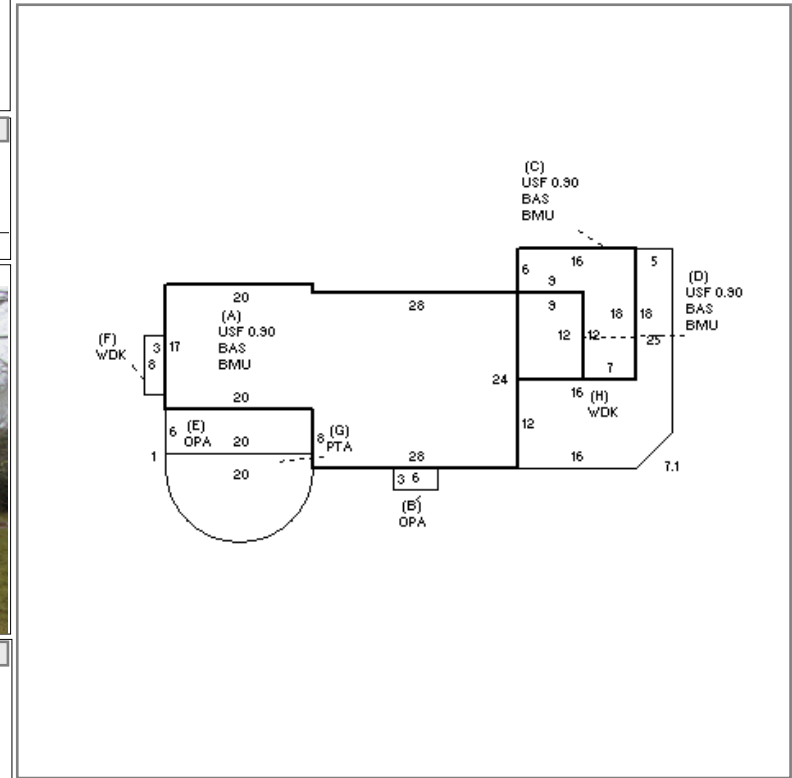 (C)
USF 0.90
BAS
BMU
6
16
5
9
9
(D)
USF 0.90
BAS
BMU
18
18
25
12
12
7
20
28
(A)
USF 0.90
BAS
BMU
(F)
WDK
3
17
8
24
16
(H)
WDK
20
6
(E)
OPA
20
8
(G)
PTA
12
1
20
28
16
7.1
3
6
(B)
OPA